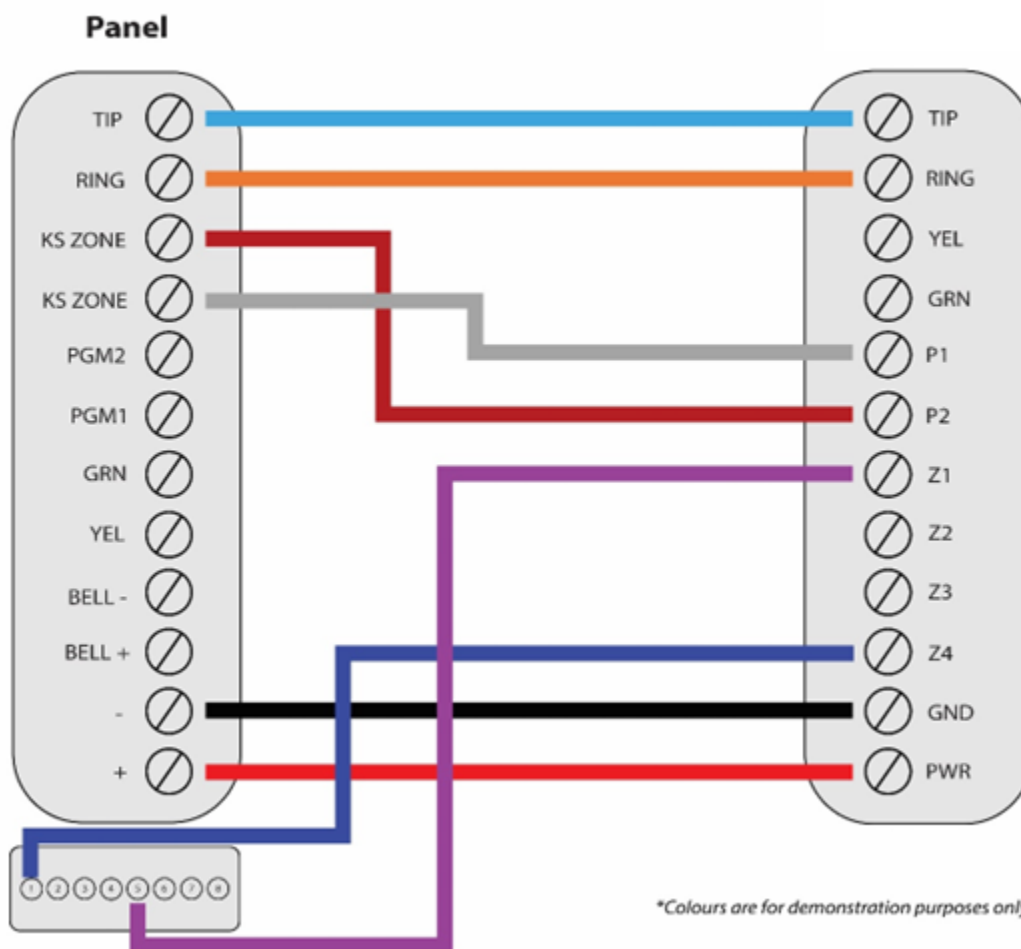 Panel
TIP TIP
RING RING
KS ZONE YEL
KS ZONE GRN
PGM2 P1
PGM1 P2
GRN Z1
YEL Z2
BELL - Z3
BELL + Z4
- GND
+ PWR
1 2 3 4 5 6 7 8
*Colours are for demonstration purposes only